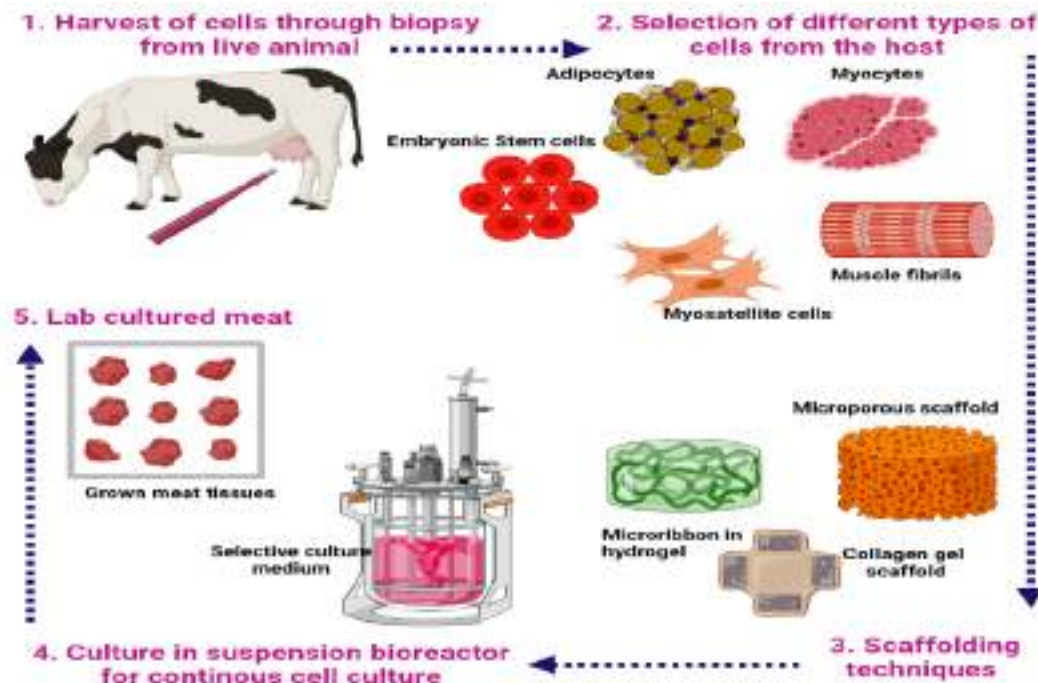 1. Harvest of cells through biopsy
from live animal
2. Selection of different types of
cells from the host
Adipocytes
Myocytes
Embryonic Stem cells
Muscle fibrils
Myosatellite cells
5. Lab cultured meat
Grown meat tissues
Selective culture
medium
Microporous scaffold
Microribbon in
hydrogel
Collagen gel
scaffold
4. Culture in suspension bioreactor
for continous cell culture
3. Scaffolding
techniques